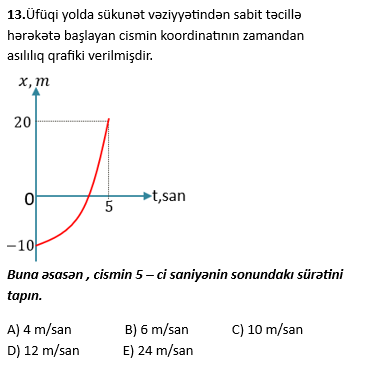 13.Üfüqi yolda sükunət vəziyyətindən sabit təcillə
hərəkətə başlayan cismin koordinatının zamandan
asılılıq qrafiki verilmişdir.
x, m
20
0
t,san
5
−10
Buna əsasən , cismin 5 – ci saniyənin sonundakı sürətini
tapın.
A) 4 m/san B) 6 m/san C) 10 m/san
D) 12 m/san E) 24 m/san